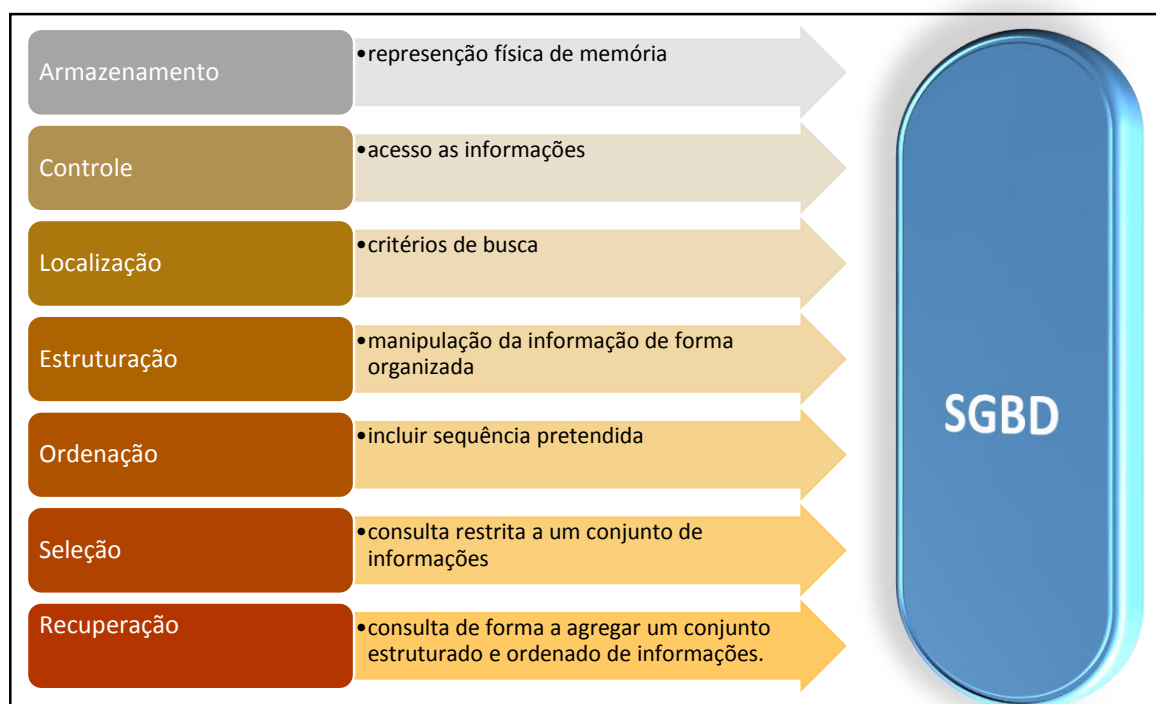 Armazenamento
•represenção física de memória
Controle
•acesso as informações
Localização
•critérios de busca
Estruturação
•manipulação da informação de forma
organizada
Ordenação
•incluir sequência pretendida
Seleção
•consulta restrita a um conjunto de
informações
Recuperação
•consulta de forma a agregar um conjunto
estruturado e ordenado de informações.
SGBD